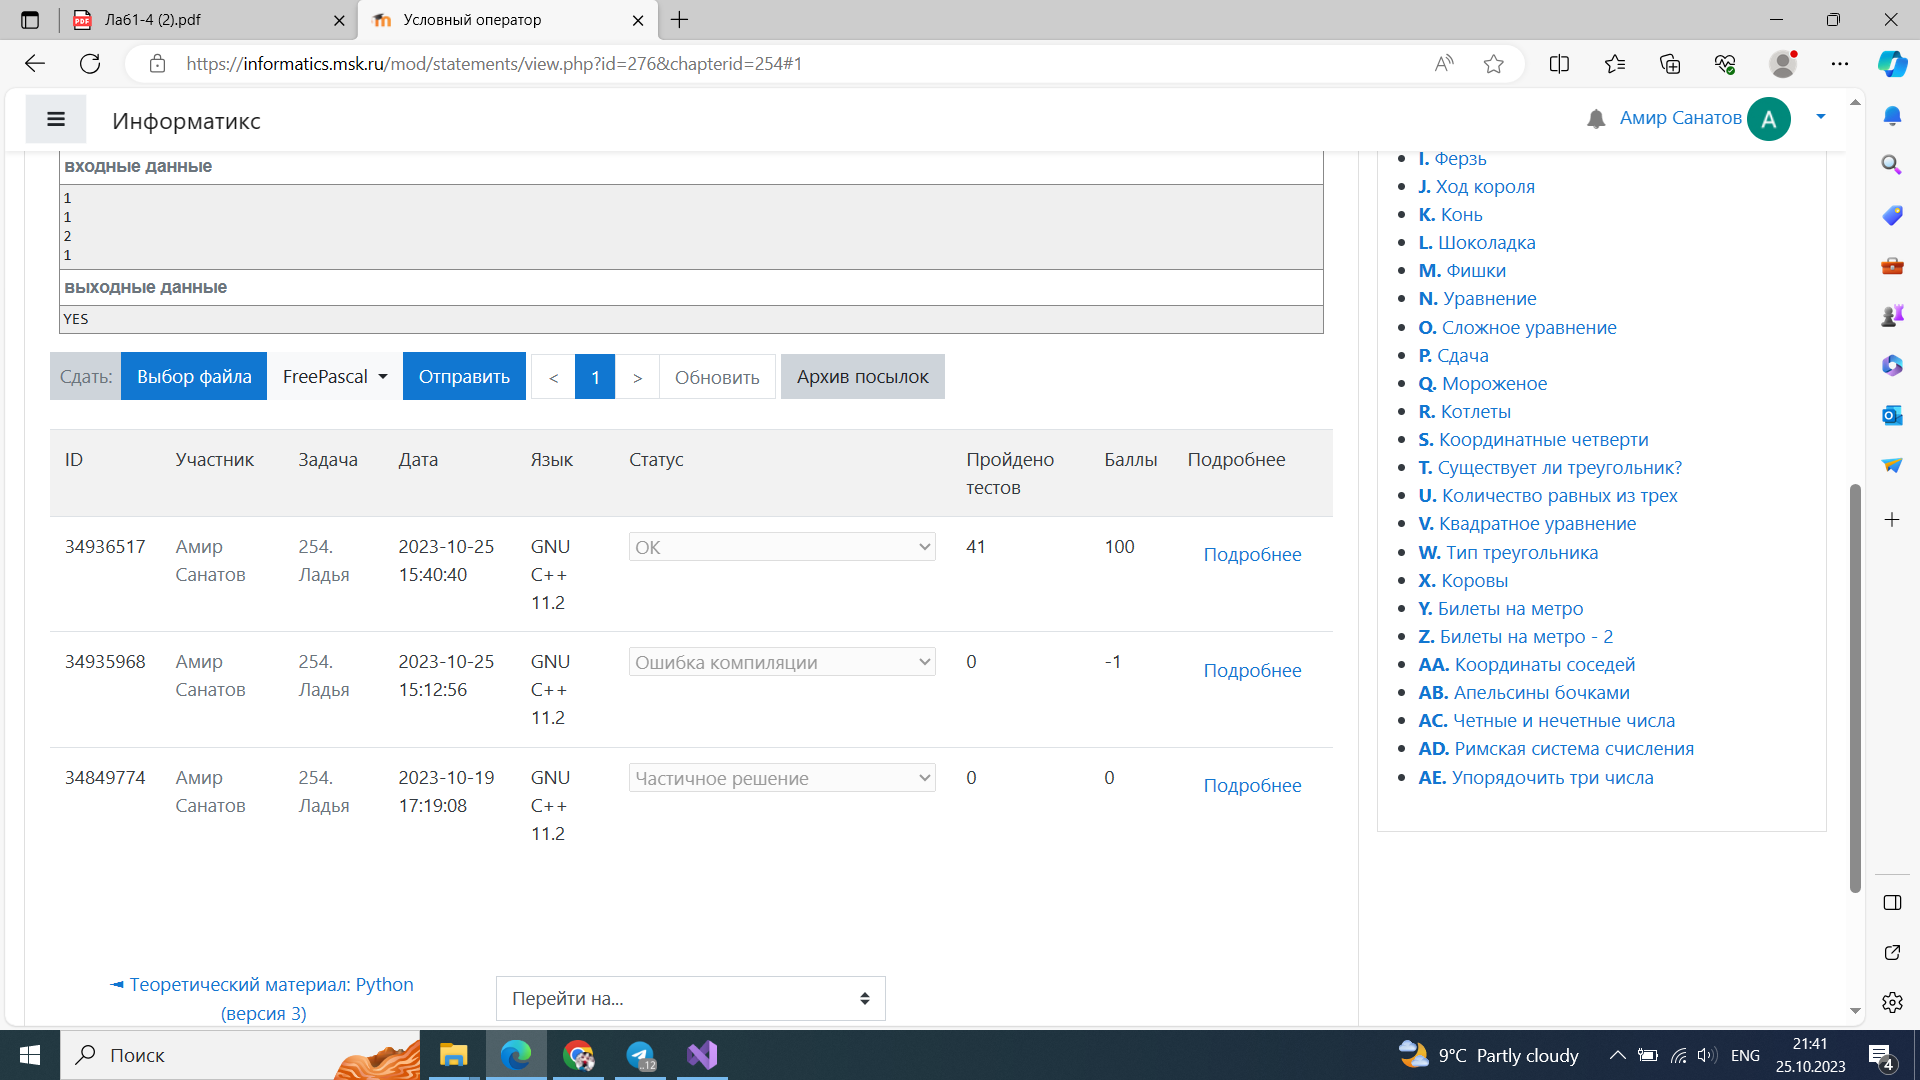 Лаб1-4 (2).pdf
Условный оператор
https://informatics.msk.ru/mod/statements/view.php?id=276&chapterid=254#1
Информатикс
Амир Санатов
A
входные данные
1
1
2
1
выходные данные
YES
Сдать:
Выбор файла
FreePascal
Отправить
<
1
>
Обновить
Архив посылок
ID
Участник
Задача
Дата
Язык
Статус
Пройдено
тестов
Баллы
Подробнее
34936517
Амир
Санатов
254.
Ладья
2023-10-25
15:40:40
GNU
C++
11.2
OK
41
100
Подробнее
34935968
Амир
Санатов
254.
Ладья
2023-10-25
15:12:56
GNU
C++
11.2
Ошибка компиляции
0
-1
Подробнее
34849774
Амир
Санатов
254.
Ладья
2023-10-19
17:19:08
GNU
C++
11.2
Частичное решение
0
0
Подробнее
◄ Теоретический материал: Python
(версия 3)
Перейти на...
I. Ферзь
J. Ход короля
K. Конь
L. Шоколадка
M. Фишки
N. Уравнение
O. Сложное уравнение
P. Сдача
Q. Мороженое
R. Котлеты
S. Координатные четверти
T. Существует ли треугольник?
U. Количество равных из трех
V. Квадратное уравнение
W. Тип треугольника
X. Коровы
Y. Билеты на метро
Z. Билеты на метро - 2
AA. Координаты соседей
AB. Апельсины бочками
AC. Четные и нечетные числа
AD. Римская система счисления
AE. Упорядочить три числа
Поиск
..12
9°C Partly cloudy
ENG
21:41
25.10.2023
4